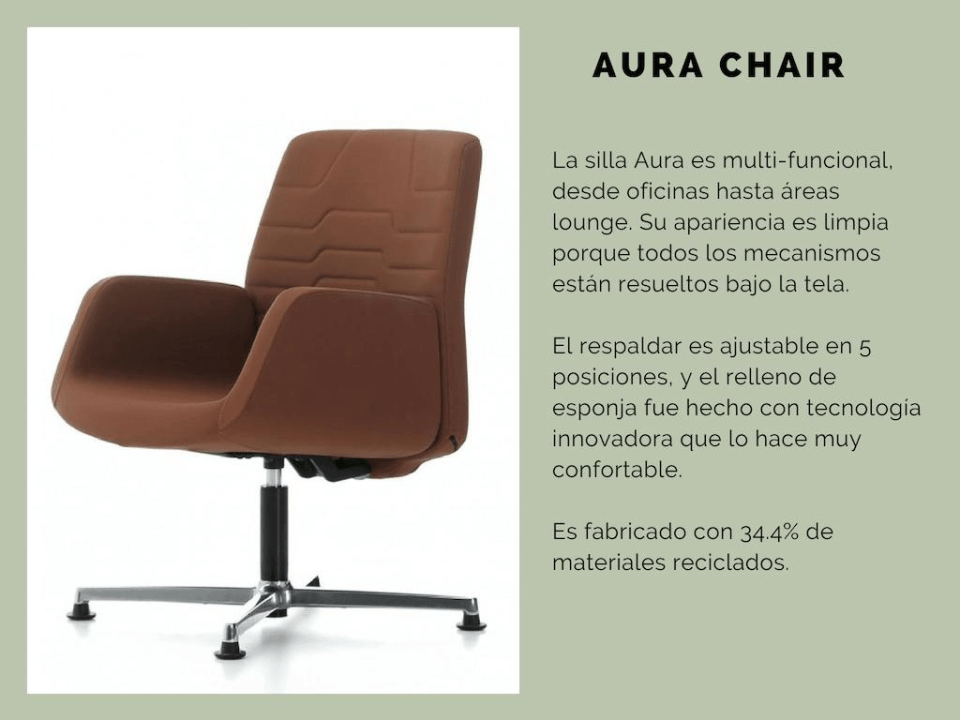 AURA CHAIR
La silla Aura es multi-funcional,
desde oficinas hasta áreas
lounge. Su apariencia es limpia
porque todos los mecanismos
están resueltos bajo la tela.
El respaldar es ajustable en 5
posiciones, y el relleno de
esponja fue hecho con tecnología
innovadora que lo hace muy
confortable.
Es fabricado con 34.4% de
materiales reciclados.